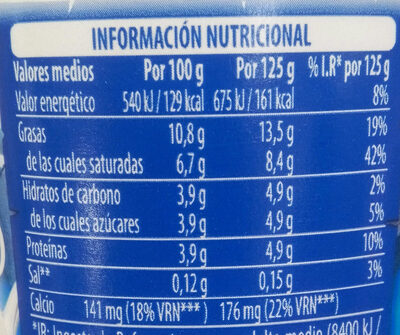 INFORMACIÓN NUTRICIONAL
Valores medios Por 100 g Por 125 g % I.R* por 125 g
Valor energético 540 kJ / 129 kcal 675 kJ / 161 kcal 8%
Grasas 10,8 g 13,5 g 19%
de las cuales saturadas 6,7 g 8,4 g 42%
Hidratos de carbono 3,9 g 4,9 g 2%
de los cuales azúcares 3,9 g 4,9 g 5%
Proteínas 3,9 g 4,9 g 10%
Sal** 0,12 g 0,15 g 3%
Calcio 141 mg (18% VRN***) 176 mg (22% VRN***)
medio (8400 kJ /